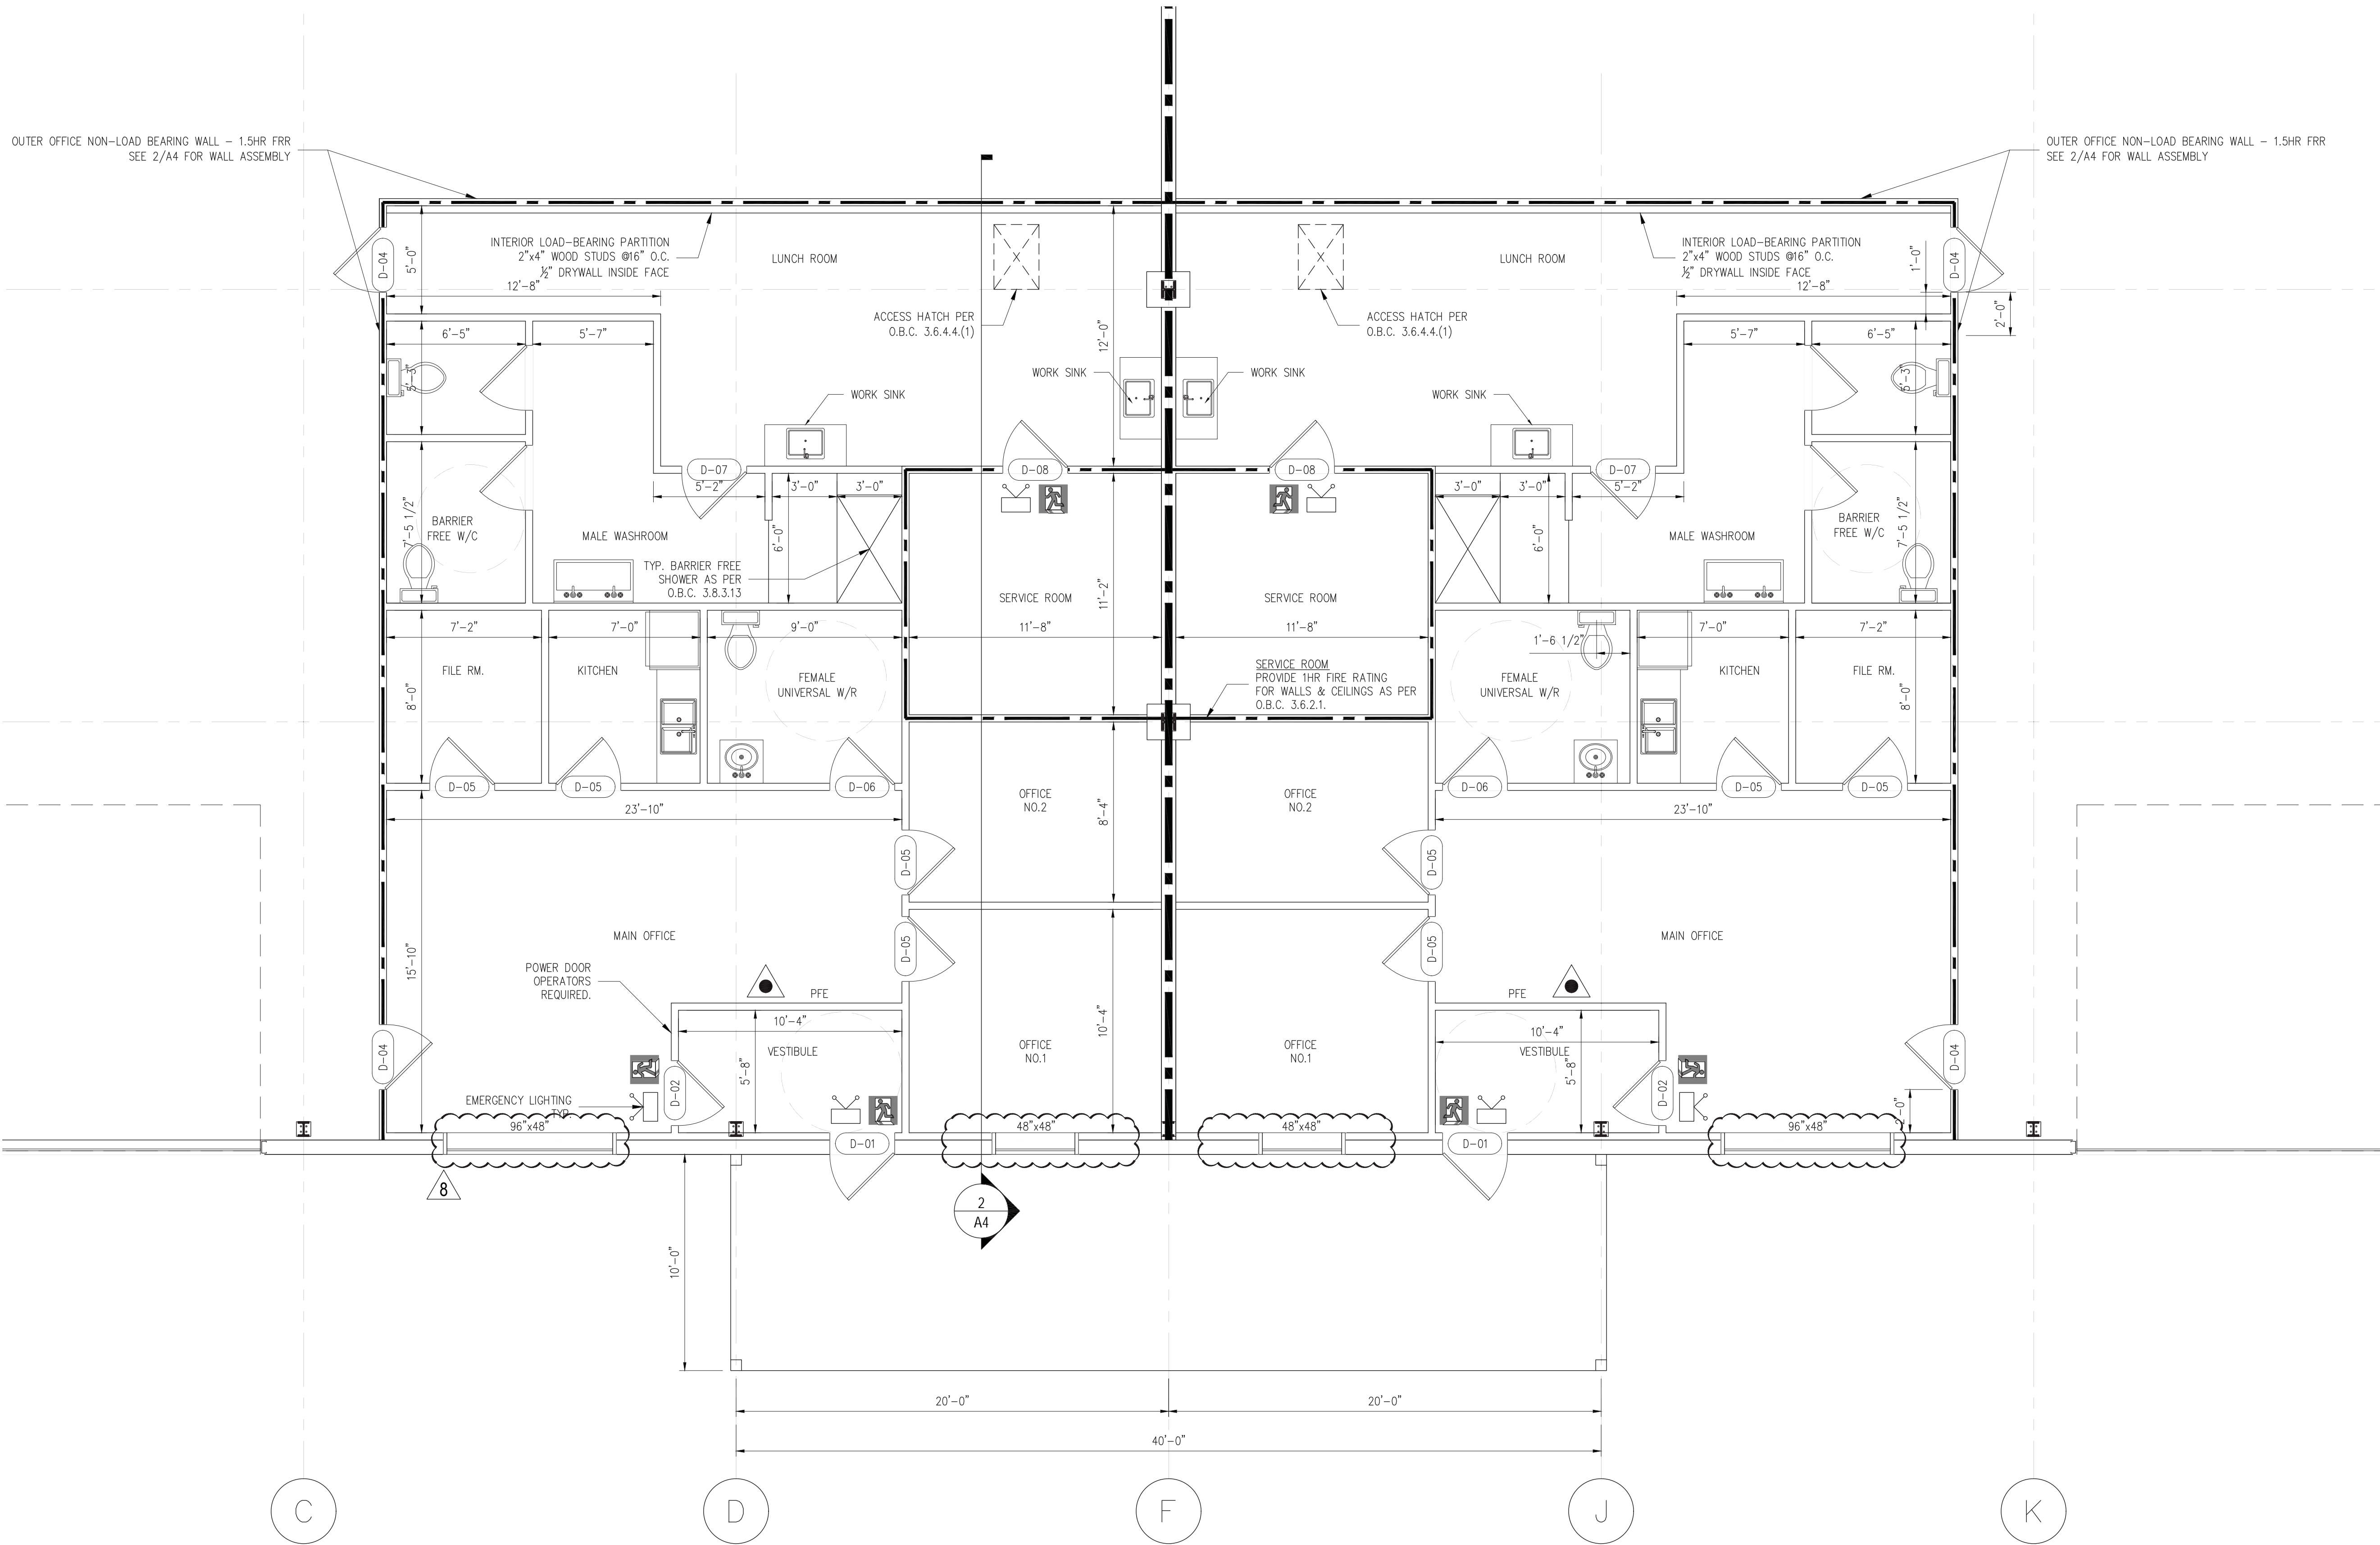 OUTER OFFICE NON-LOAD BEARING WALL - 1.5HR FRR
SEE 2/A4 FOR WALL ASSEMBLY
OUTER OFFICE NON-LOAD BEARING WALL - 1.5HR FRR
SEE 2/A4 FOR WALL ASSEMBLY
D-04
5'-0"
INTERIOR LOAD-BEARING PARTITION
2"x4" WOOD STUDS @16" O.C.
½" DRYWALL INSIDE FACE
12'-8"
LUNCH ROOM
LUNCH ROOM
INTERIOR LOAD-BEARING PARTITION
2"x4" WOOD STUDS @16" O.C.
½" DRYWALL INSIDE FACE
12'-8"
1'-0"
D-04
2'-0"
ACCESS HATCH PER
O.B.C. 3.6.4.4.(1)
12'-0"
ACCESS HATCH PER
O.B.C. 3.6.4.4.(1)
6'-5"
5'-7"
5'-7"
6'-5"
5'-3"
WORK SINK
WORK SINK
WORK SINK
WORK SINK
5'-3"
D-07
D-08
D-08
D-07
5'-2"
3'-0"
3'-0"
3'-0"
3'-0"
5'-2"
7'-5 1/2"
BARRIER
FREE W/C
MALE WASHROOM
6'-0"
6'-0"
MALE WASHROOM
BARRIER
FREE W/C
7'-5 1/2"
TYP. BARRIER FREE
SHOWER AS PER
O.B.C. 3.8.3.13
SERVICE ROOM
11'-2"
SERVICE ROOM
7'-2"
7'-0"
9'-0"
11'-8"
11'-8"
1'-6 1/2"
7'-0"
7'-2"
FILE RM.
KITCHEN
FEMALE
UNIVERSAL W/R
SERVICE ROOM
PROVIDE 1HR FIRE RATING
FOR WALLS & CEILINGS AS PER
O.B.C. 3.6.2.1.
FEMALE
UNIVERSAL W/R
KITCHEN
FILE RM.
8'-0"
8'-0"
D-05
D-05
D-06
OFFICE
NO.2
8'-4"
OFFICE
NO.2
D-06
D-05
D-05
23'-10"
23'-10"
D-05
D-05
MAIN OFFICE
D-05
D-05
MAIN OFFICE
15'-10"
POWER DOOR
OPERATORS
REQUIRED.
PFE
PFE
10'-4"
10'-4"
10'-4"
VESTIBULE
OFFICE
NO.1
OFFICE
NO.1
VESTIBULE
D-04
D-02
5'-8"
5'-8"
D-02
D-04
EMERGENCY LIGHTING
TYP.
96"x48"
48"x48"
48"x48"
96"x48"
D-01
D-01
8
2
A4
10'-0"
20'-0"
20'-0"
40'-0"
C
D
F
J
K